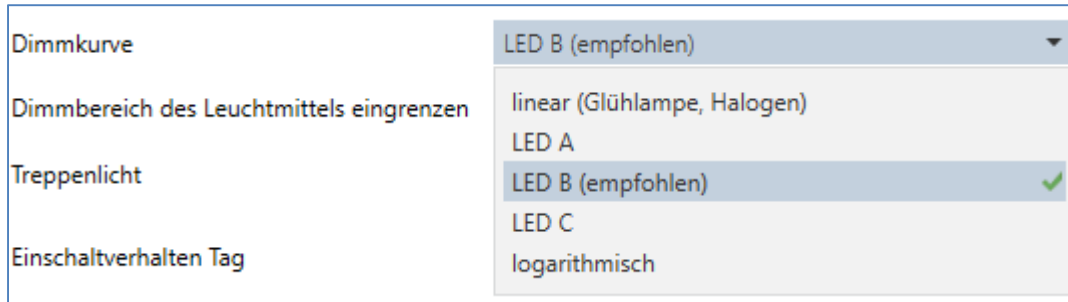 Dimmkurve
LED B (empfohlen)
Dimmbereich des Leuchtmittels eingrenzen
Treppenlicht
Einschaltverhalten Tag
linear (Glühlampe, Halogen)
LED A
LED B (empfohlen)
LED C
logarithmisch